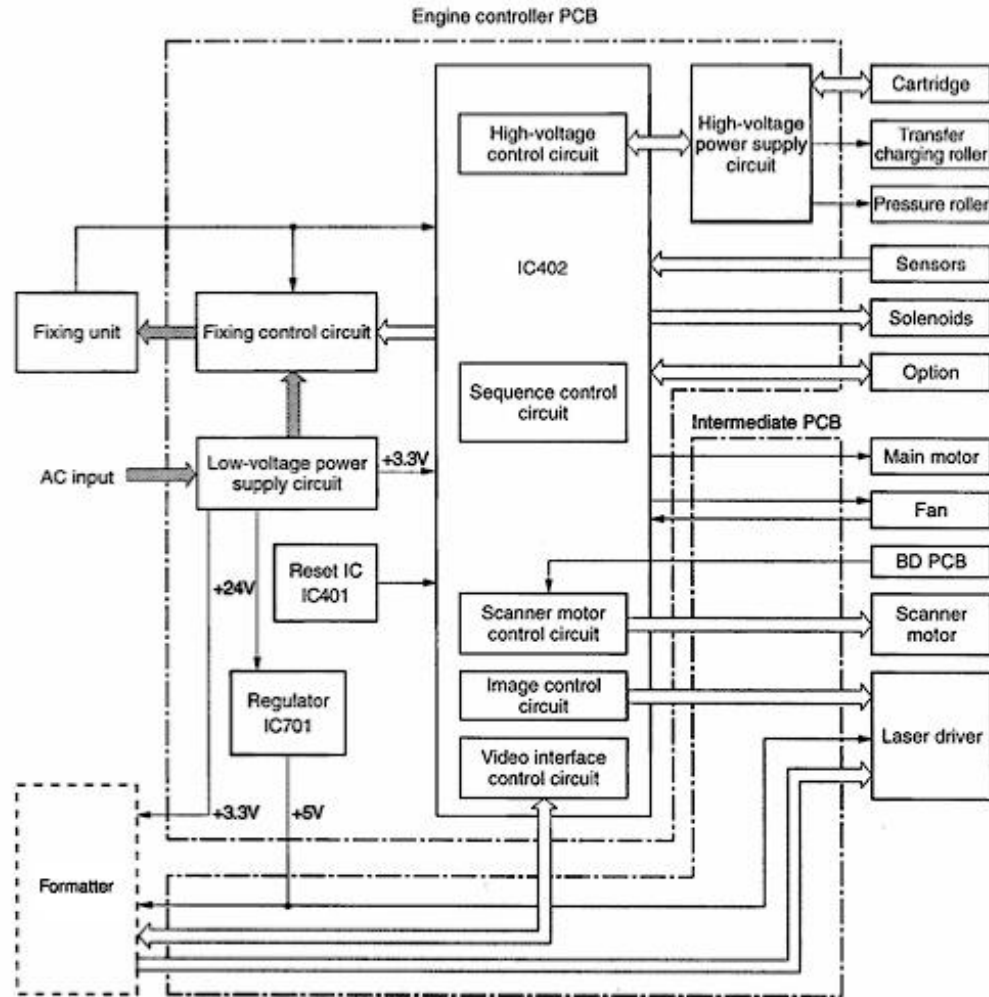 Engine controller PCB
High-voltage
control circuit
High-voltage
power supply
circuit
Cartridge
Transfer
charging roller
Pressure roller
IC402
Sensors
Fixing unit
Fixing control circuit
Solenoids
Sequence control
circuit
Option
Intermediate PCB
AC input
Low-voltage power
supply circuit
+3.3V
Main motor
Fan
+24V
Reset IC
IC401
BD PCB
Scanner motor
control circuit
Scanner
motor
Regulator
IC701
Image control
circuit
Laser driver
Video interface
control circuit
+3.3V
+5V
Formatter